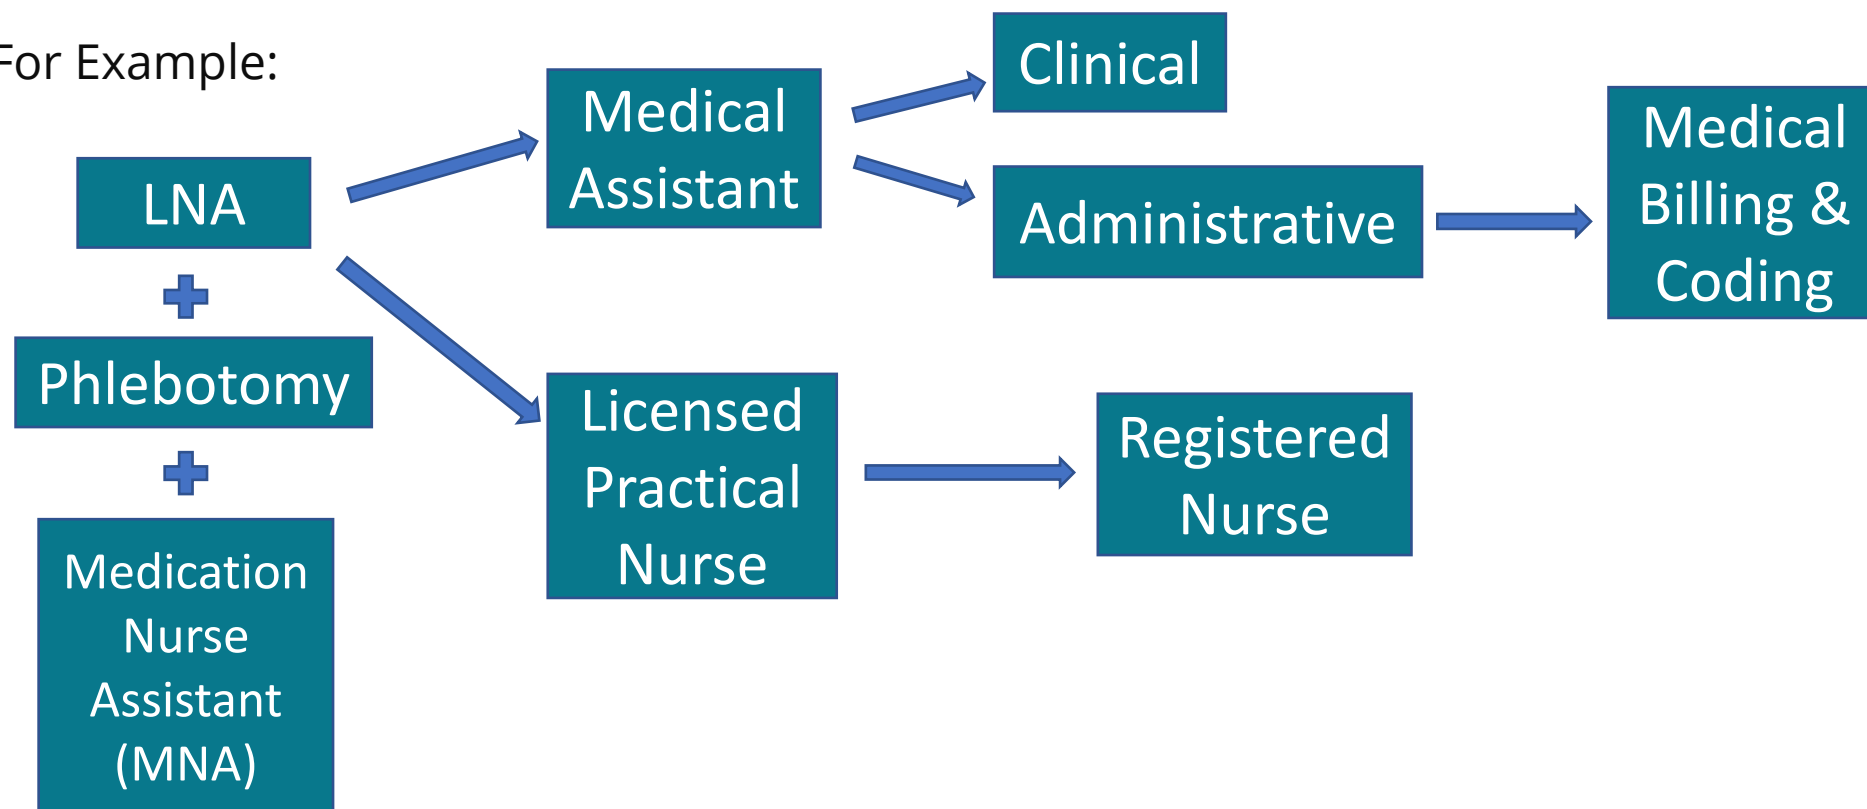 For Example:
LNA
Phlebotomy
Medication
Nurse
Assistant
(MNA)
Medical
Assistant
Licensed
Practical
Nurse
Clinical
Administrative
Registered
Nurse
Medical
Billing &
Coding